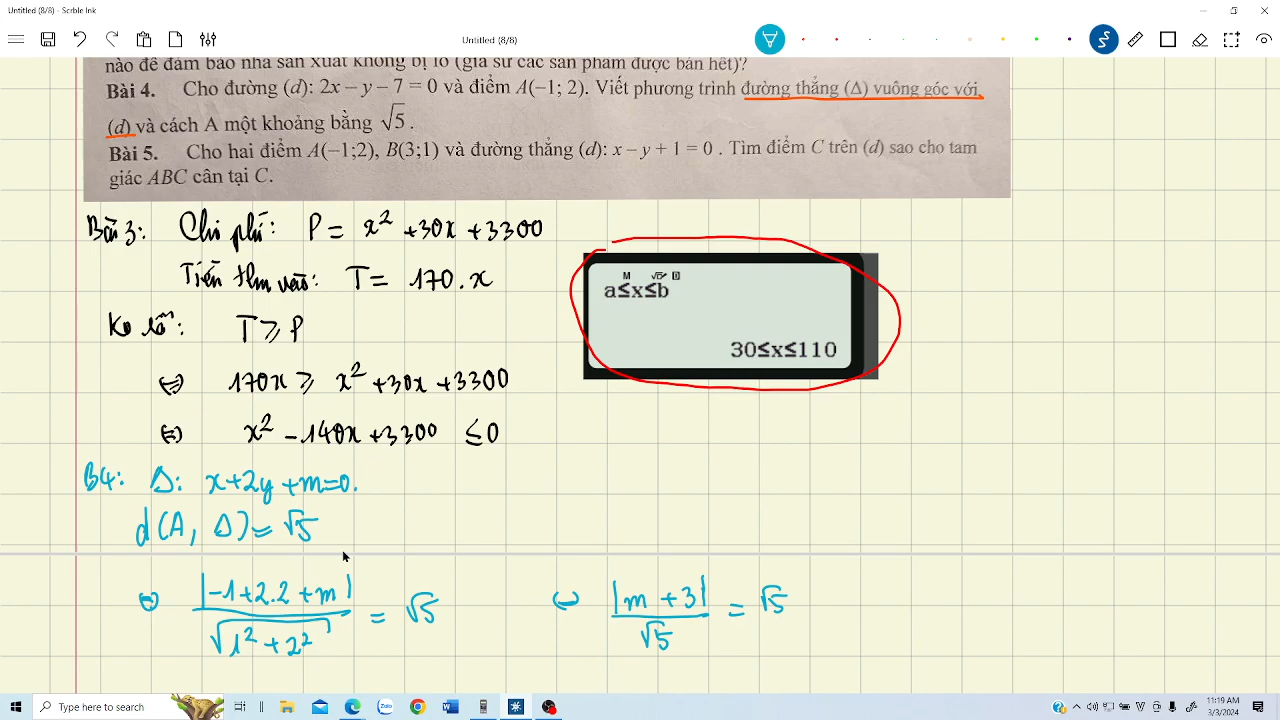 Untitled (8/8) - Scrble Ink
Untitled (8/8)
nào để đảm bảo nhà sản xuất không bị lỗ (giả sử các sản phẩm được bán hết)?
Bài 4. Cho đường (d): 2x − y − 7 = 0 và điểm A(−1; 2). Viết phương trình đường thẳng (Δ) vuông góc với
(d) và cách A một khoảng bằng √5.
Bài 5. Cho hai điểm A(−1;2), B(3;1) và đường thẳng (d): x − y + 1 = 0. Tìm điểm C trên (d) sao cho tam
giác ABC cân tại C.
Bài 3: Chi phí: P = x² + 30x + 3300
Tiền thu vào: T = 170.x
Ko lỗ: T ⩾ P
⇔ 170x ⩾ x² + 30x + 3300
⇔ x² − 140x + 3300 ≤ 0
M √▱ D
a≤x≤b
30≤x≤110
B4: Δ: x + 2y + m = 0.
d(A, Δ) = √5
⇔ |−1 + 2.2 + m| / √(1² + 2²) = √5 ⇔ |m + 3| / √5 = √5
Type here to search
Zalo
11:19 AM
3/3/2024